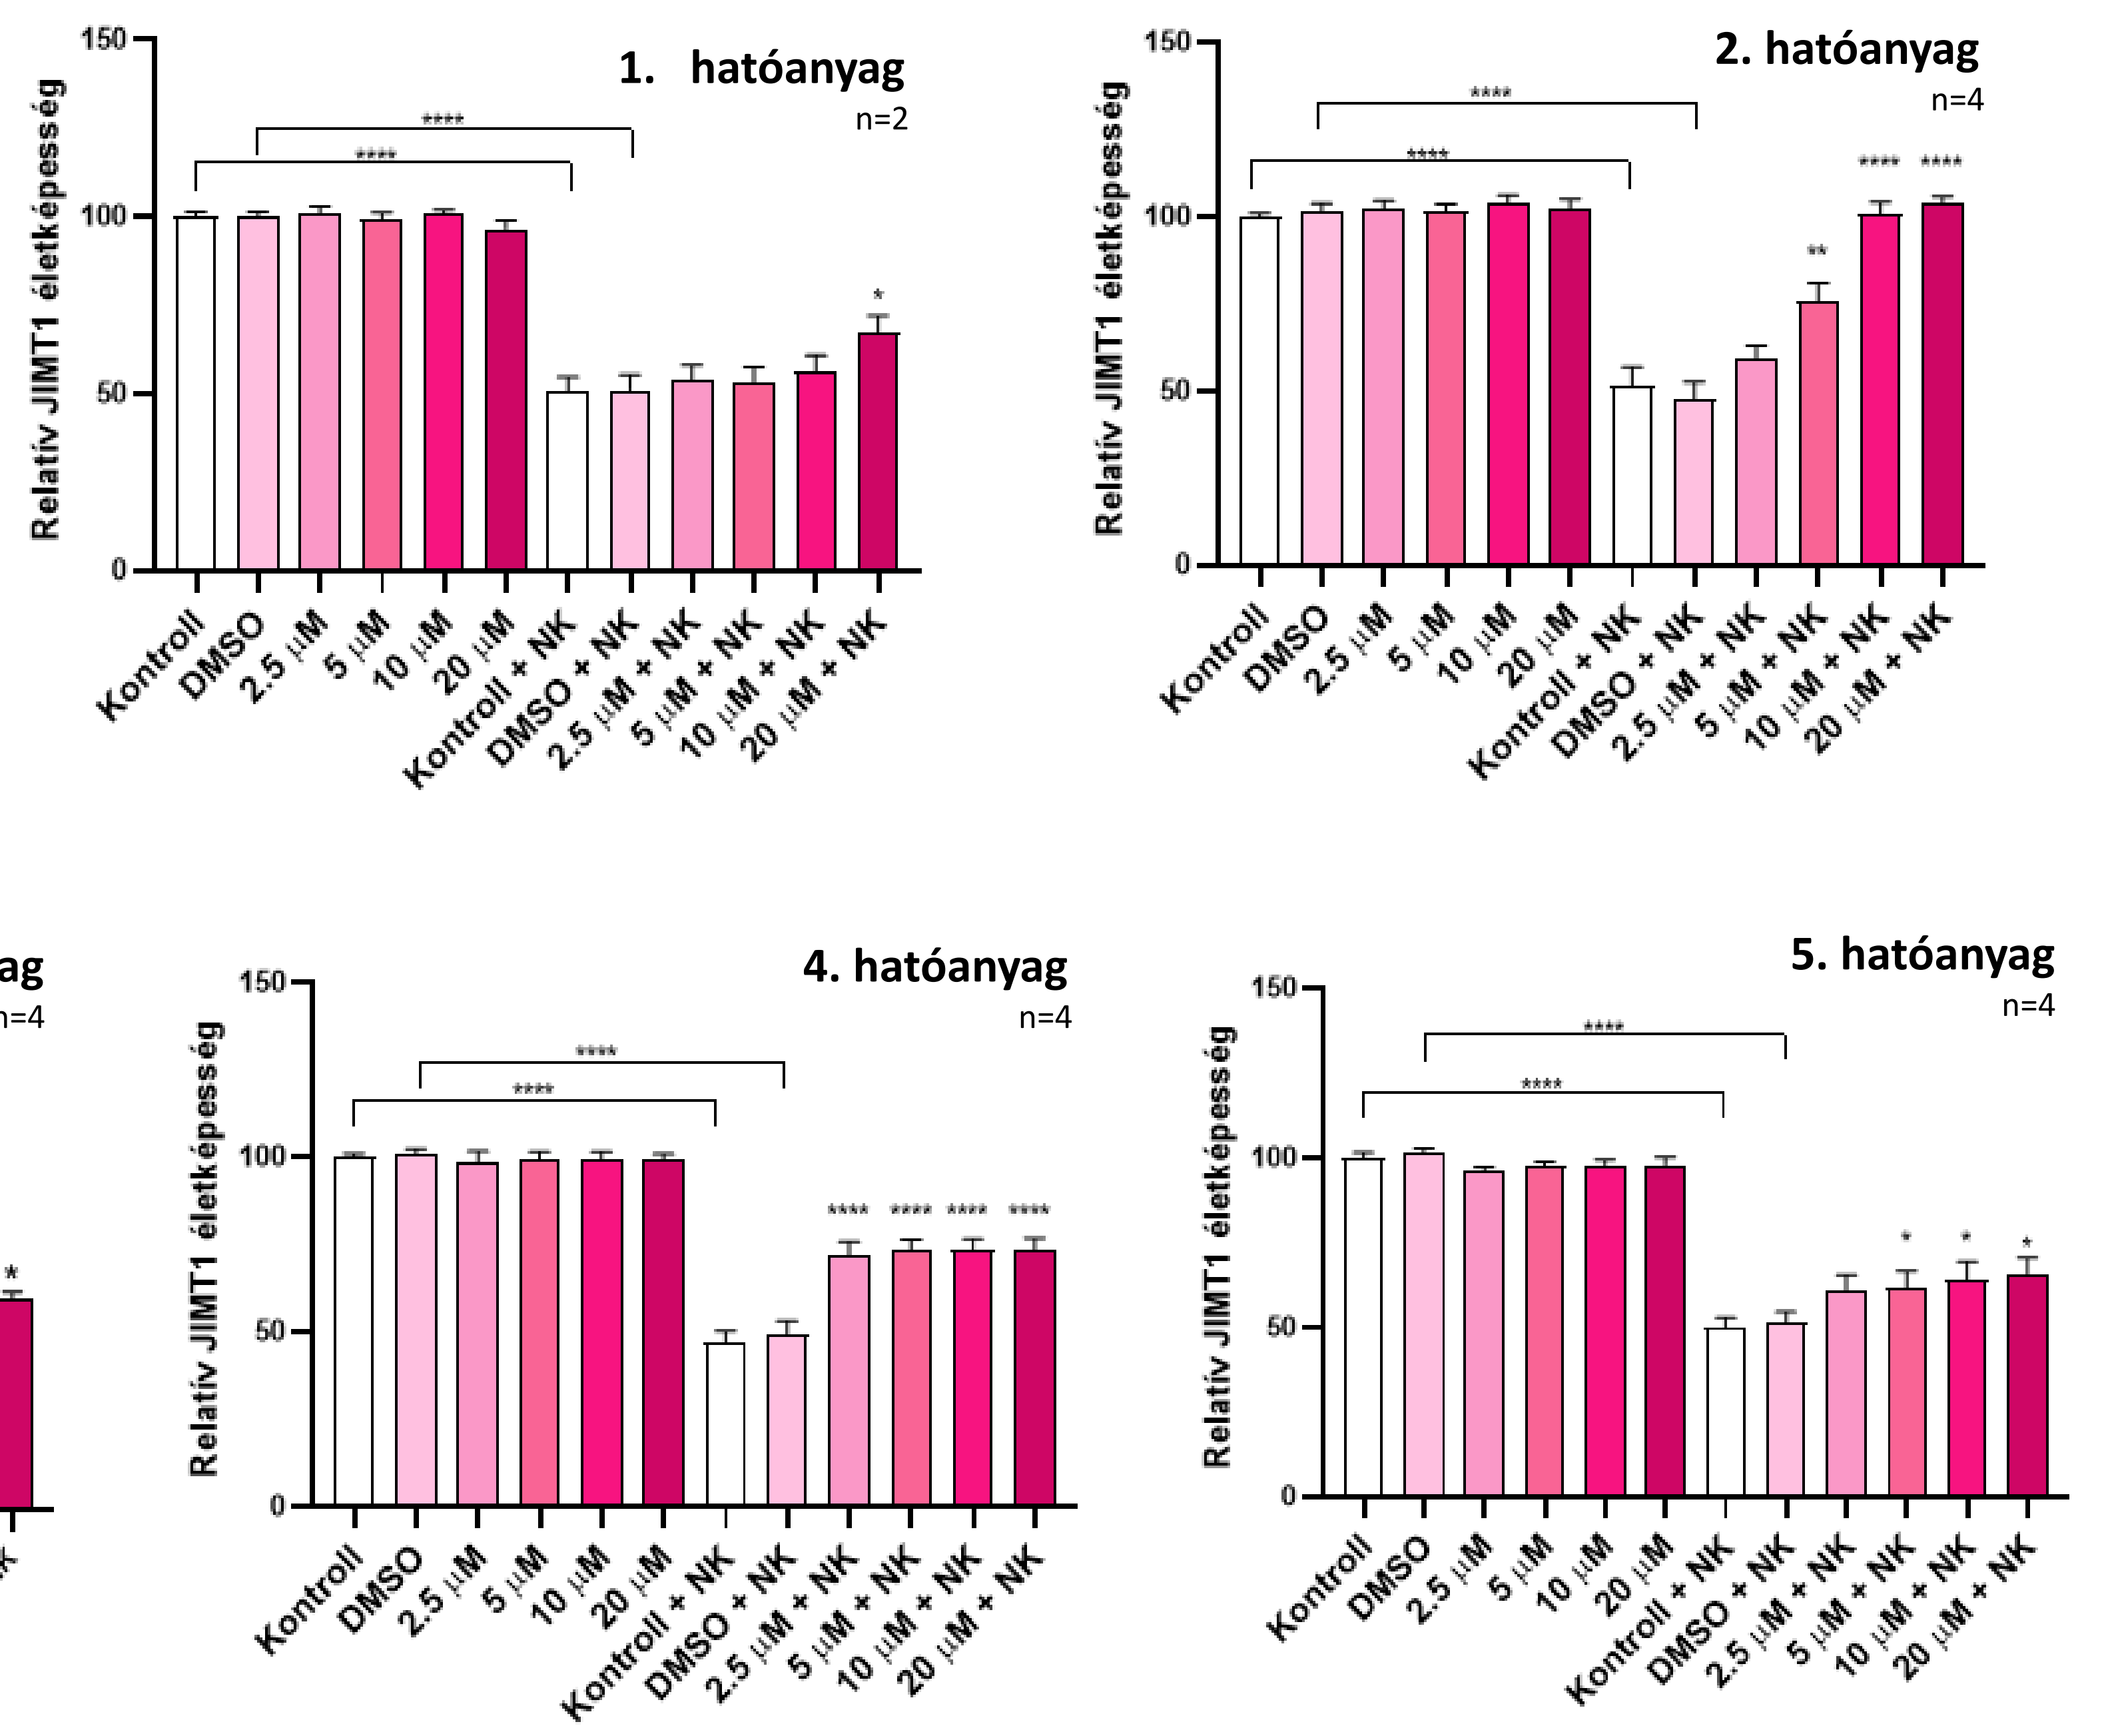 1. hatóanyag
n=2
150
100
50
0
Relatív JIMT1 életképesség
****
****
*
Kontroll
DMSO
2.5 μM
5 μM
10 μM
20 μM
Kontroll + NK
DMSO + NK
2.5 μM + NK
5 μM + NK
10 μM + NK
20 μM + NK
2. hatóanyag
n=4
150
100
50
0
Relatív JIMT1 életképesség
****
****
**
****
****
Kontroll
DMSO
2.5 μM
5 μM
10 μM
20 μM
Kontroll + NK
DMSO + NK
2.5 μM + NK
5 μM + NK
10 μM + NK
20 μM + NK
ag
n=4
*
4. hatóanyag
n=4
150
100
50
0
Relatív JIMT1 életképesség
****
****
****
****
****
****
Kontroll
DMSO
2.5 μM
5 μM
10 μM
20 μM
Kontroll + NK
DMSO + NK
2.5 μM + NK
5 μM + NK
10 μM + NK
20 μM + NK
5. hatóanyag
n=4
150
100
50
0
Relatív JIMT1 életképesség
****
****
*
*
*
Kontroll
DMSO
2.5 μM
5 μM
10 μM
20 μM
Kontroll + NK
DMSO + NK
2.5 μM + NK
5 μM + NK
10 μM + NK
20 μM + NK